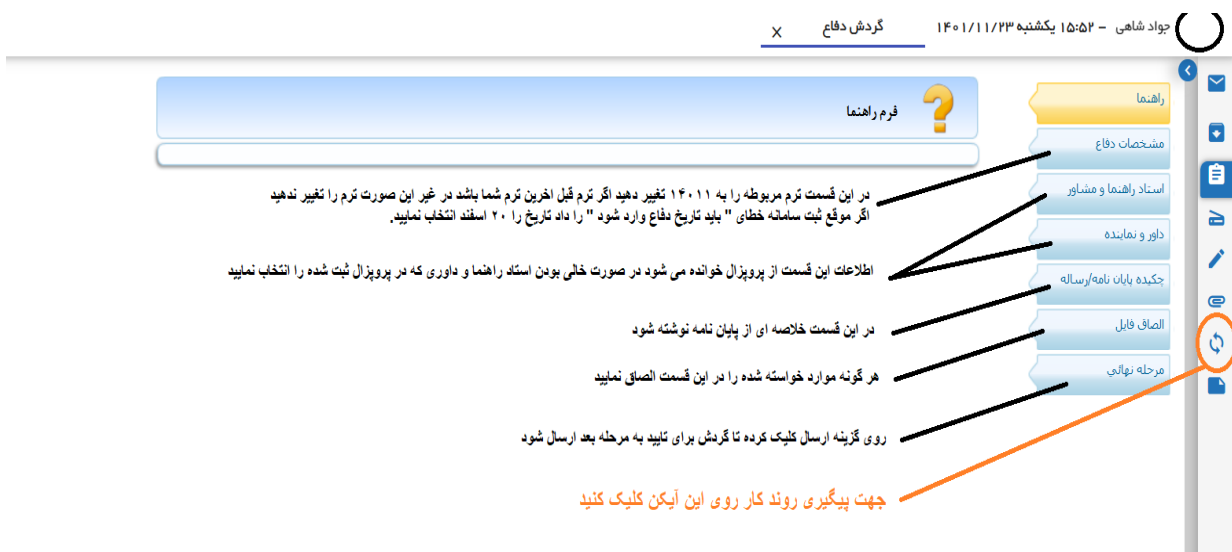 جواد شاهی - ۱۵:۵۲ یکشنبه ۱۴۰۱/۱۱/۲۳
گردش دفاع X
راهنما
فرم راهنما
مشخصات دفاع
در این قسمت ترم مربوطه را به ۱۴۰۱۱ تغییر دهید اگر ترم قبل اخرین ترم شما باشد در غیر این صورت ترم را تغییر ندهید
اگر موقع ثبت سامانه خطای " باید تاریخ دفاع وارد شود " را داد تاریخ را ۲۰ اسفند انتخاب نمایید.
استاد راهنما و مشاور
داور و نماینده
اطلاعات این قسمت از پروپزال خوانده می شود در صورت خالی بودن استاد راهنما و داوری که در پروپزال ثبت شده را انتخاب نمایید
چکیده پایان نامه/رساله
در این قسمت خلاصه ای از پایان نامه نوشته شود
الصاق فایل
هر گونه موارد خواسته شده را در این قسمت الصاق نمایید
مرحله نهائي
روی گزینه ارسال کلیک کرده تا گردش برای تایید به مرحله بعد ارسال شود
جهت پیگیری روند کار روی این آیکن کلیک کنید